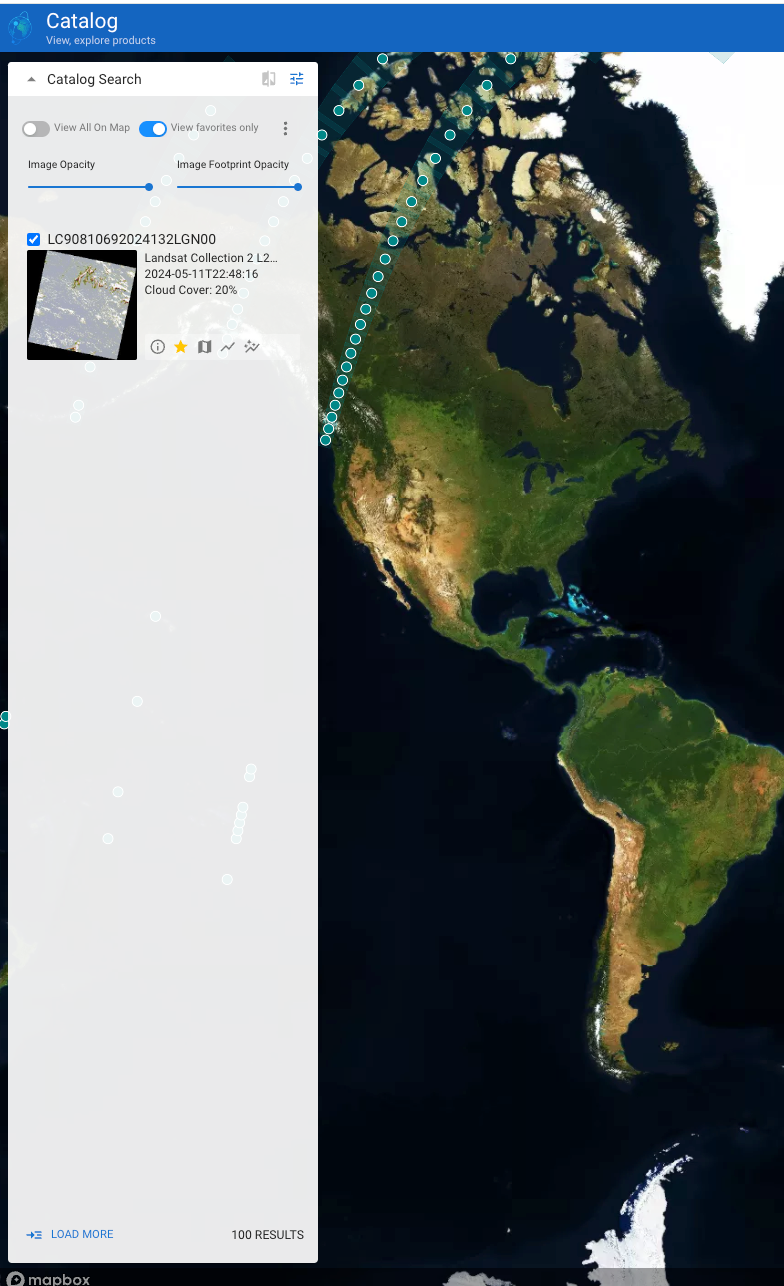 Catalog
View, explore products
Catalog Search
View All On Map
View favorites only
Image Opacity
Image Footprint Opacity
LC90810692024132LGN00
Landsat Collection 2 L2...
2024-05-11T22:48:16
Cloud Cover: 20%
LOAD MORE
100 RESULTS
mapbox